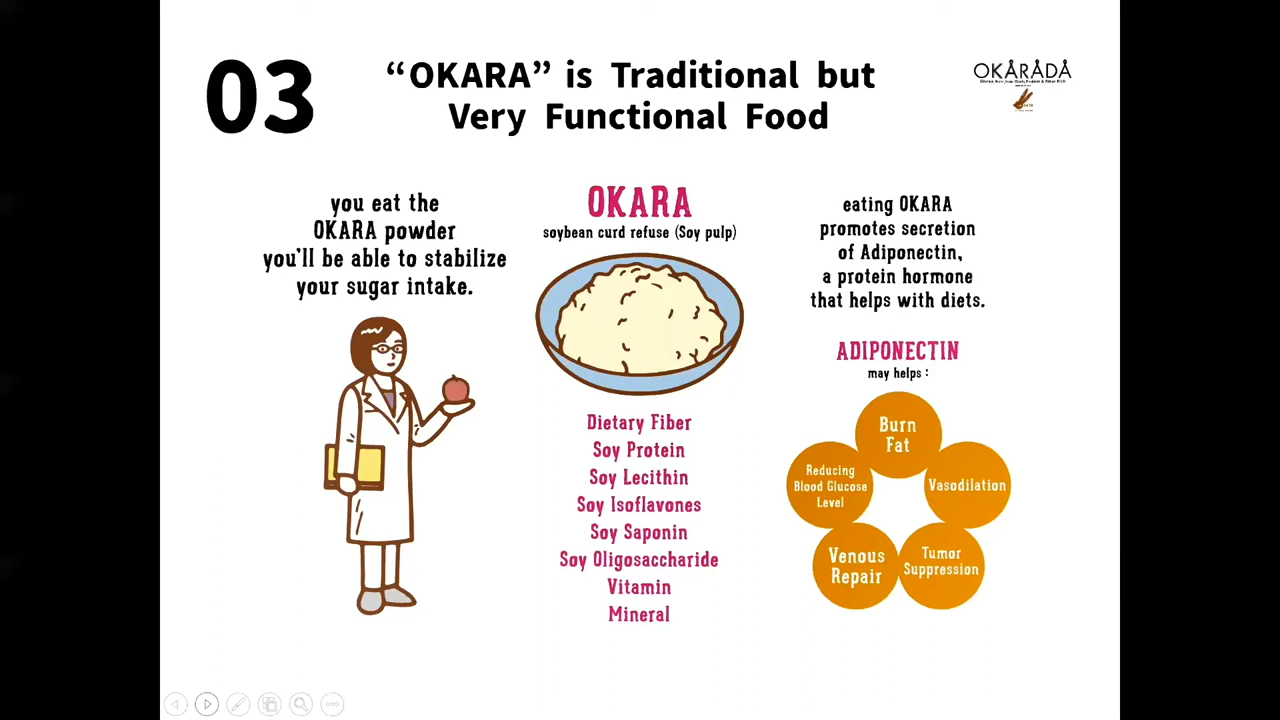 03
“OKARA” is Traditional but
Very Functional Food
OKARADA
you eat the
OKARA powder
you’ll be able to stabilize
your sugar intake.
OKARA
soybean curd refuse (Soy pulp)
Dietary Fiber
Soy Protein
Soy Lecithin
Soy Isoflavones
Soy Saponin
Soy Oligosaccharide
Vitamin
Mineral
eating OKARA
promotes secretion
of Adiponectin,
a protein hormone
that helps with diets.
ADIPONECTIN
may helps :
Burn
Fat
Vasodilation
Tumor
Suppression
Venous
Repair
Reducing
Blood Glucose
Level